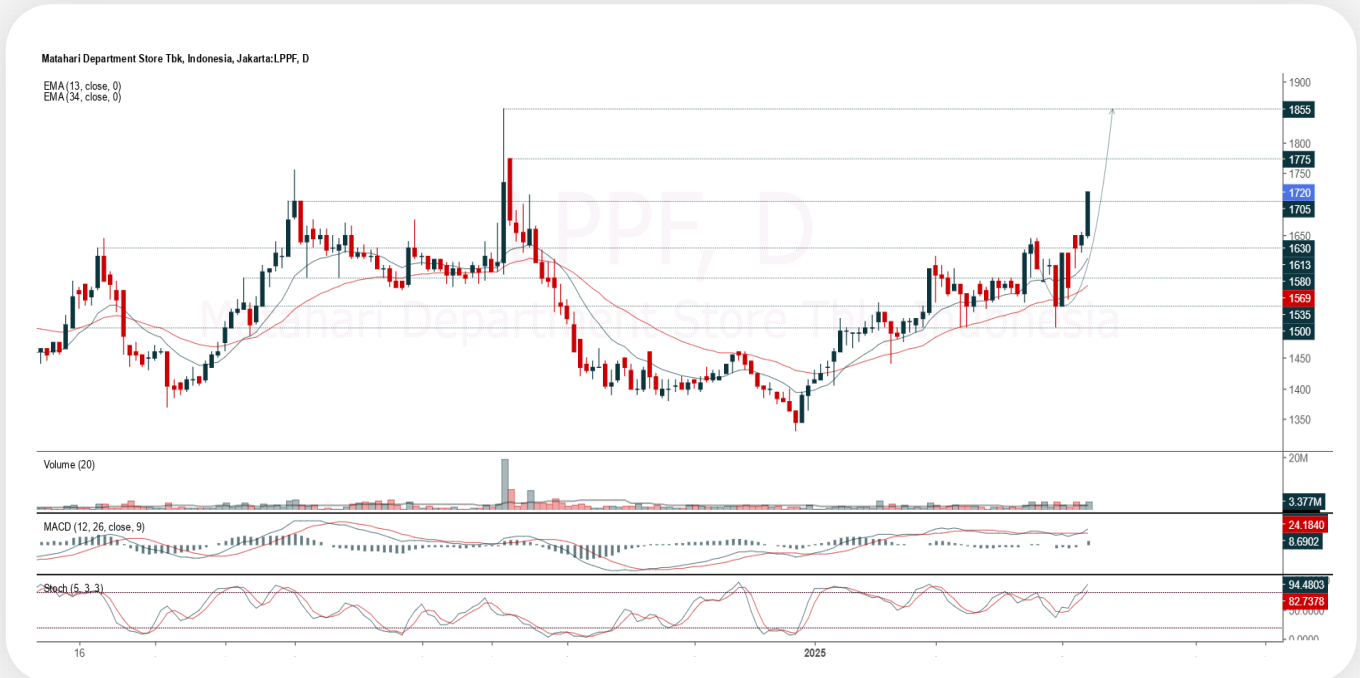 Matahari Department Store Tbk, Indonesia, Jakarta:LPPF, D
EMA (13, close, 0)
EMA (34, close, 0)
LPPF, D
Matahari Department Store Tbk, Indonesia
1900
1855
1800
1775
1750
1720
1705
1650
1630
1613
1580
1569
1535
1500
1450
1400
1350
Volume (20)
20M
3.377M
MACD (12, 26, close, 9)
24.1840
8.6902
Stoch (5, 3, 3)
94.4803
82.7378
50.0000
0.0000
16
2025